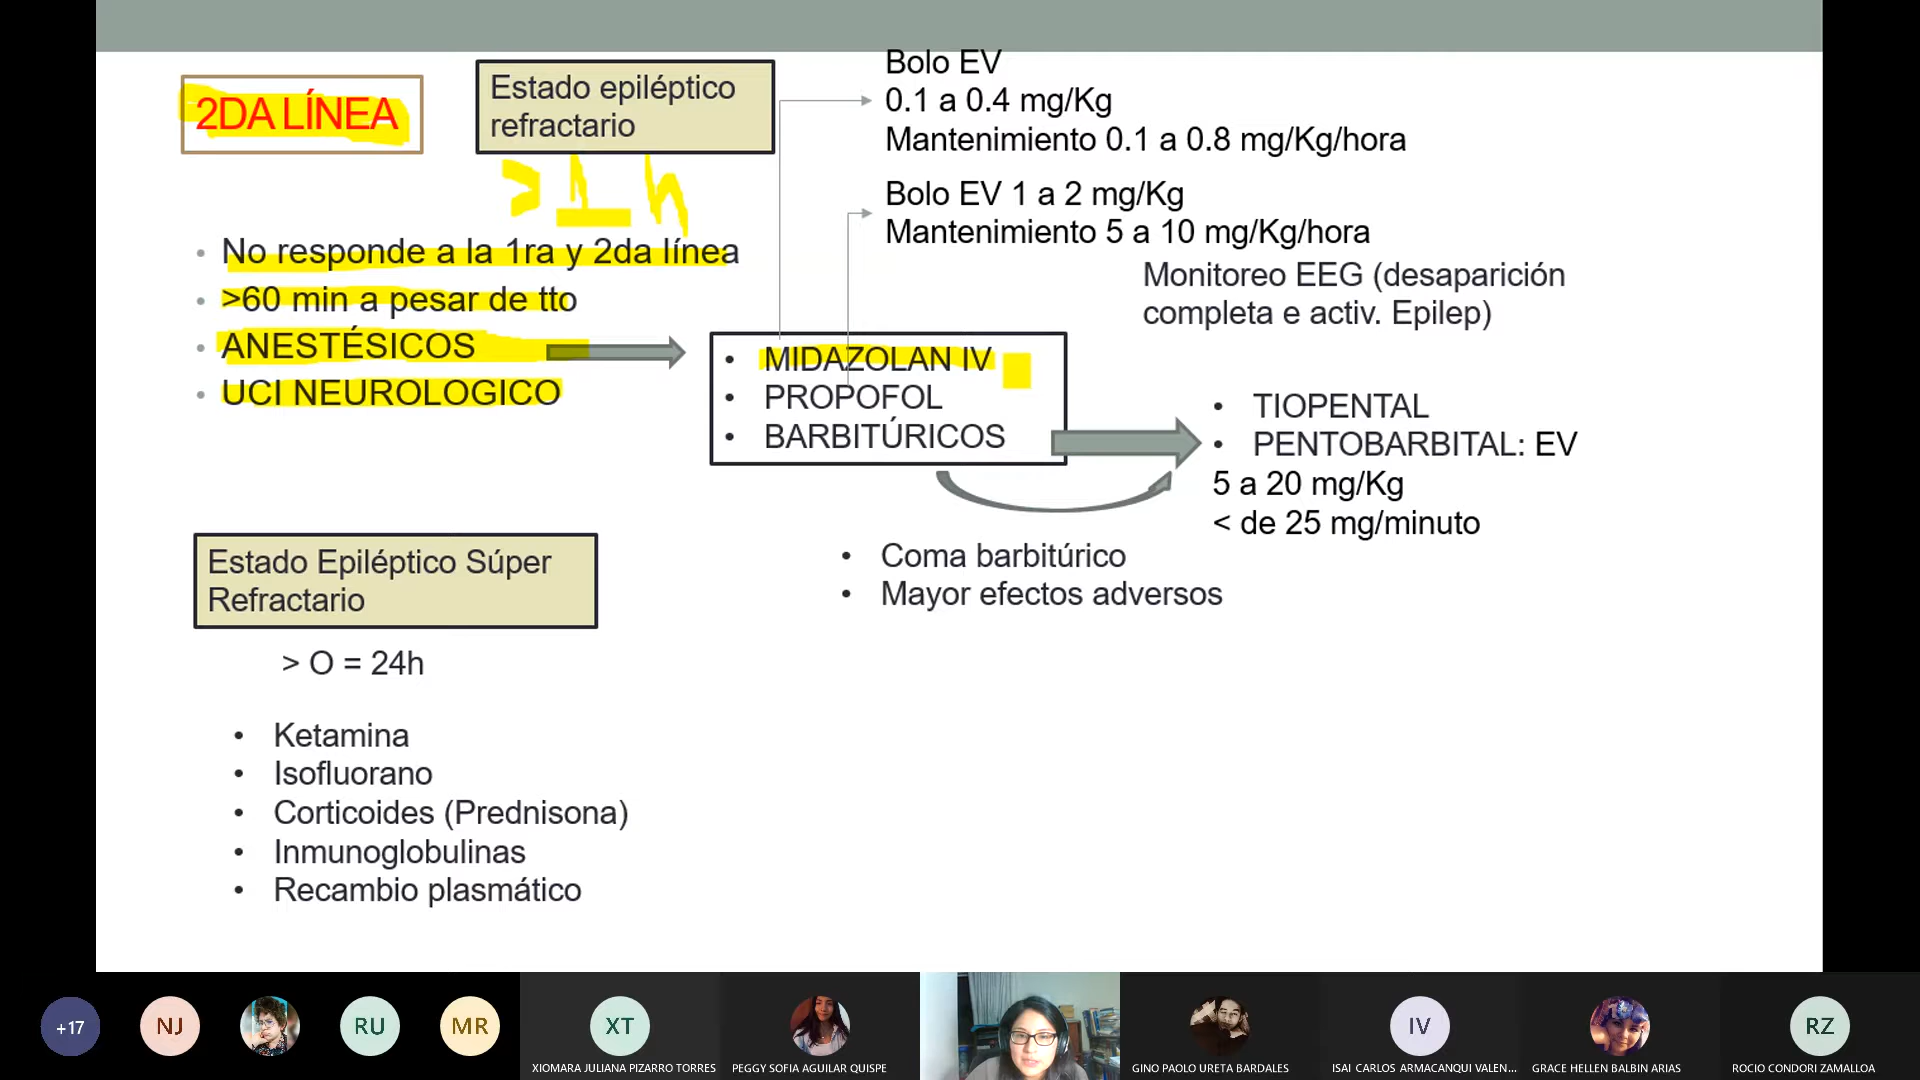 2DA LÍNEA
Estado epiléptico
refractario
>1 h
Bolo EV
0.1 a 0.4 mg/Kg
Mantenimiento 0.1 a 0.8 mg/Kg/hora
Bolo EV 1 a 2 mg/Kg
Mantenimiento 5 a 10 mg/Kg/hora
Monitoreo EEG (desaparición
completa e activ. Epilep)
• No responde a la 1ra y 2da línea
• >60 min a pesar de tto
• ANESTÉSICOS
• UCI NEUROLOGICO
• MIDAZOLAN IV
• PROPOFOL
• BARBITÚRICOS
• TIOPENTAL
• PENTOBARBITAL: EV
5 a 20 mg/Kg
< de 25 mg/minuto
• Coma barbitúrico
• Mayor efectos adversos
Estado Epiléptico Súper
Refractario
> O = 24h
• Ketamina
• Isofluorano
• Corticoides (Prednisona)
• Inmunoglobulinas
• Recambio plasmático
+17
NJ
RU
MR
XT
XIOMARA JULIANA PIZARRO TORRES
PEGGY SOFIA AGUILAR QUISPE
GINO PAOLO URETA BARDALES
IV
ISAI CARLOS ARMACANQUI VALEN...
GRACE HELLEN BALBIN ARIAS
RZ
ROCIO CONDORI ZAMALLOA